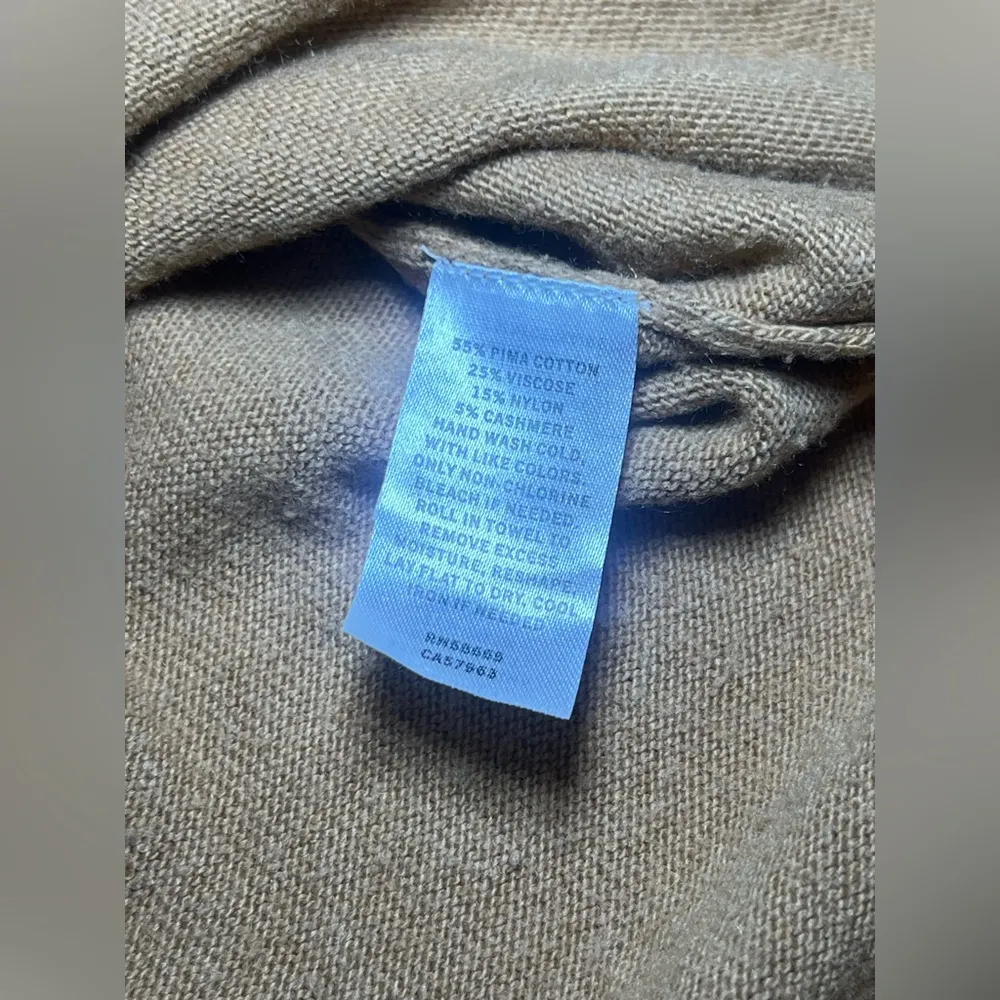 55% PIMA COTTON
25% VISCOSE
15% NYLON
5% CASHMERE
HAND WASH COLD,
WITH LIKE COLORS.
ONLY NON-CHLORINE
BLEACH IF NEEDED.
ROLL IN TOWEL TO
REMOVE EXCESS
MOISTURE. RESHAPE.
LAY FLAT TO DRY. COOL
IRON IF NEEDED
CA57963